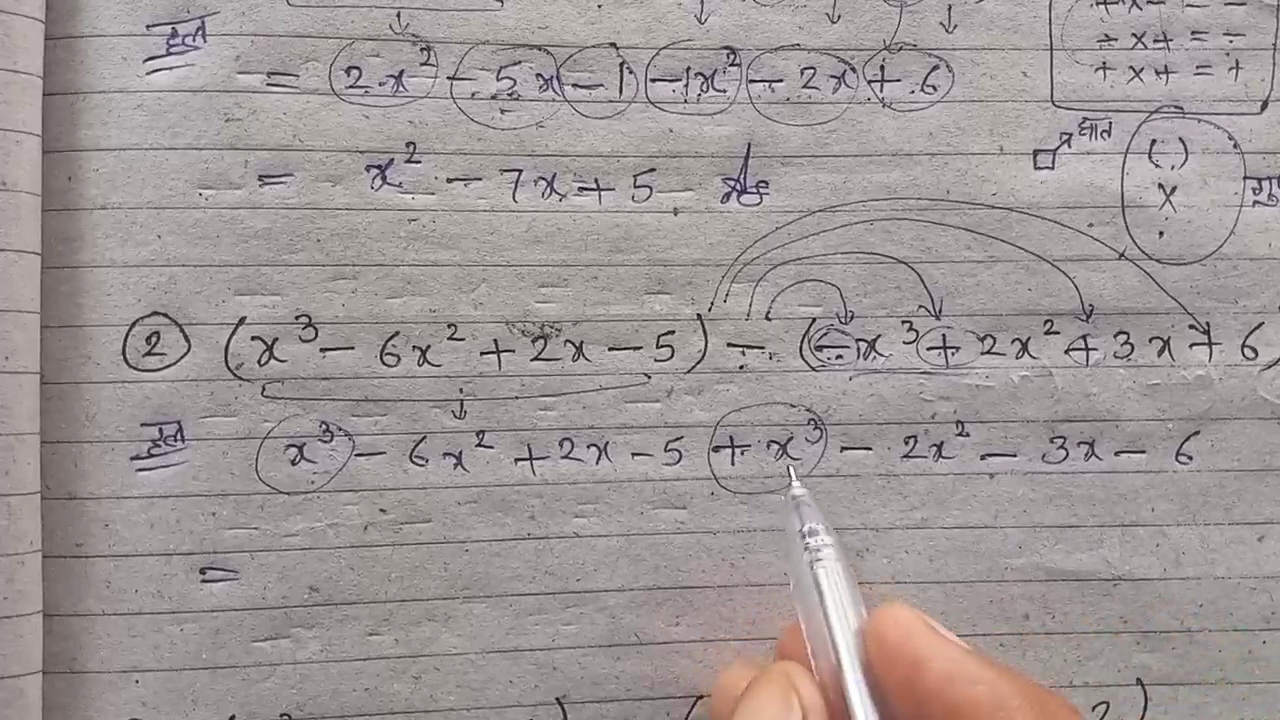 ÷ x + = ÷
+ x + = +
हल
= 2x² - 5x - 1 - 1x² - 2x + 6
घात
( )
x
= x² - 7x + 5
② (x³ - 6x² + 2x - 5) - (-x³ + 2x² + 3x + 6
हल x³ - 6x² + 2x - 5 + x³ - 2x² - 3x - 6
=